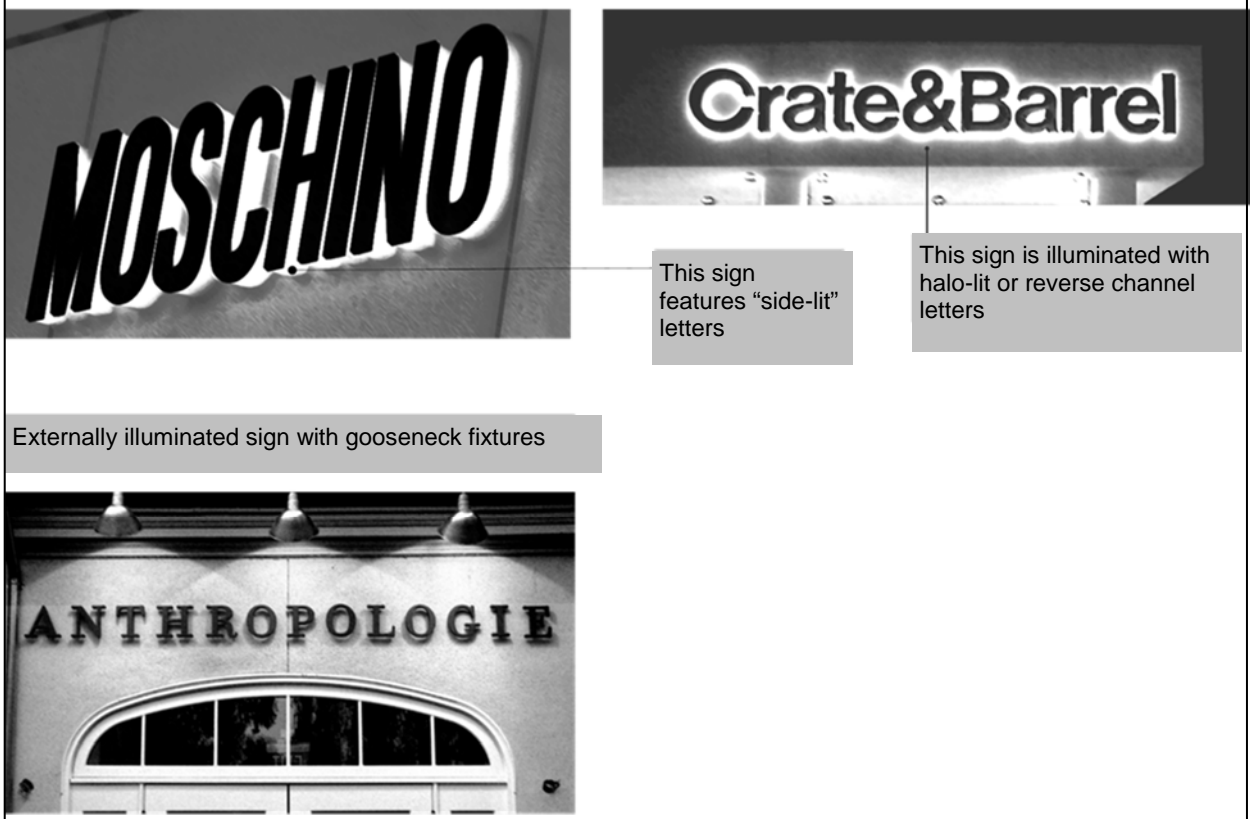 MOSCHINO
Crate&Barrel
This sign
features “side-lit”
letters
This sign is illuminated with
halo-lit or reverse channel
letters
Externally illuminated sign with gooseneck fixtures
ANTHROPOLOGIE